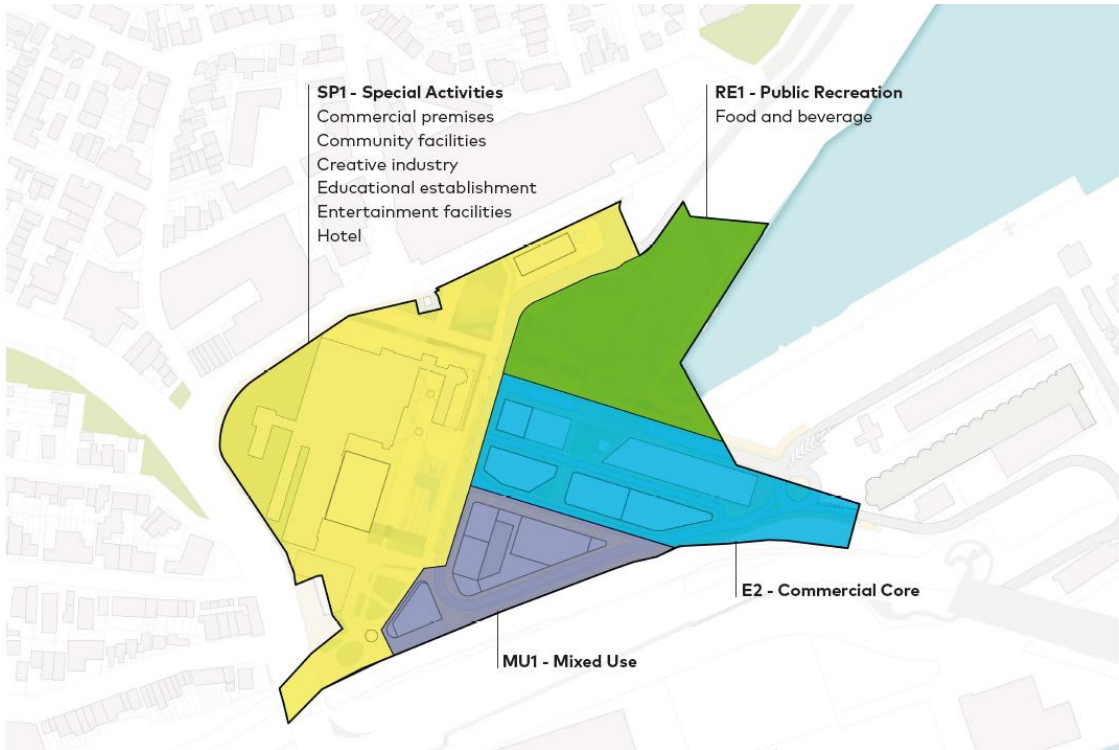 SP1 - Special Activities
Commercial premises
Community facilities
Creative industry
Educational establishment
Entertainment facilities
Hotel
RE1 - Public Recreation
Food and beverage
E2 - Commercial Core
MU1 - Mixed Use